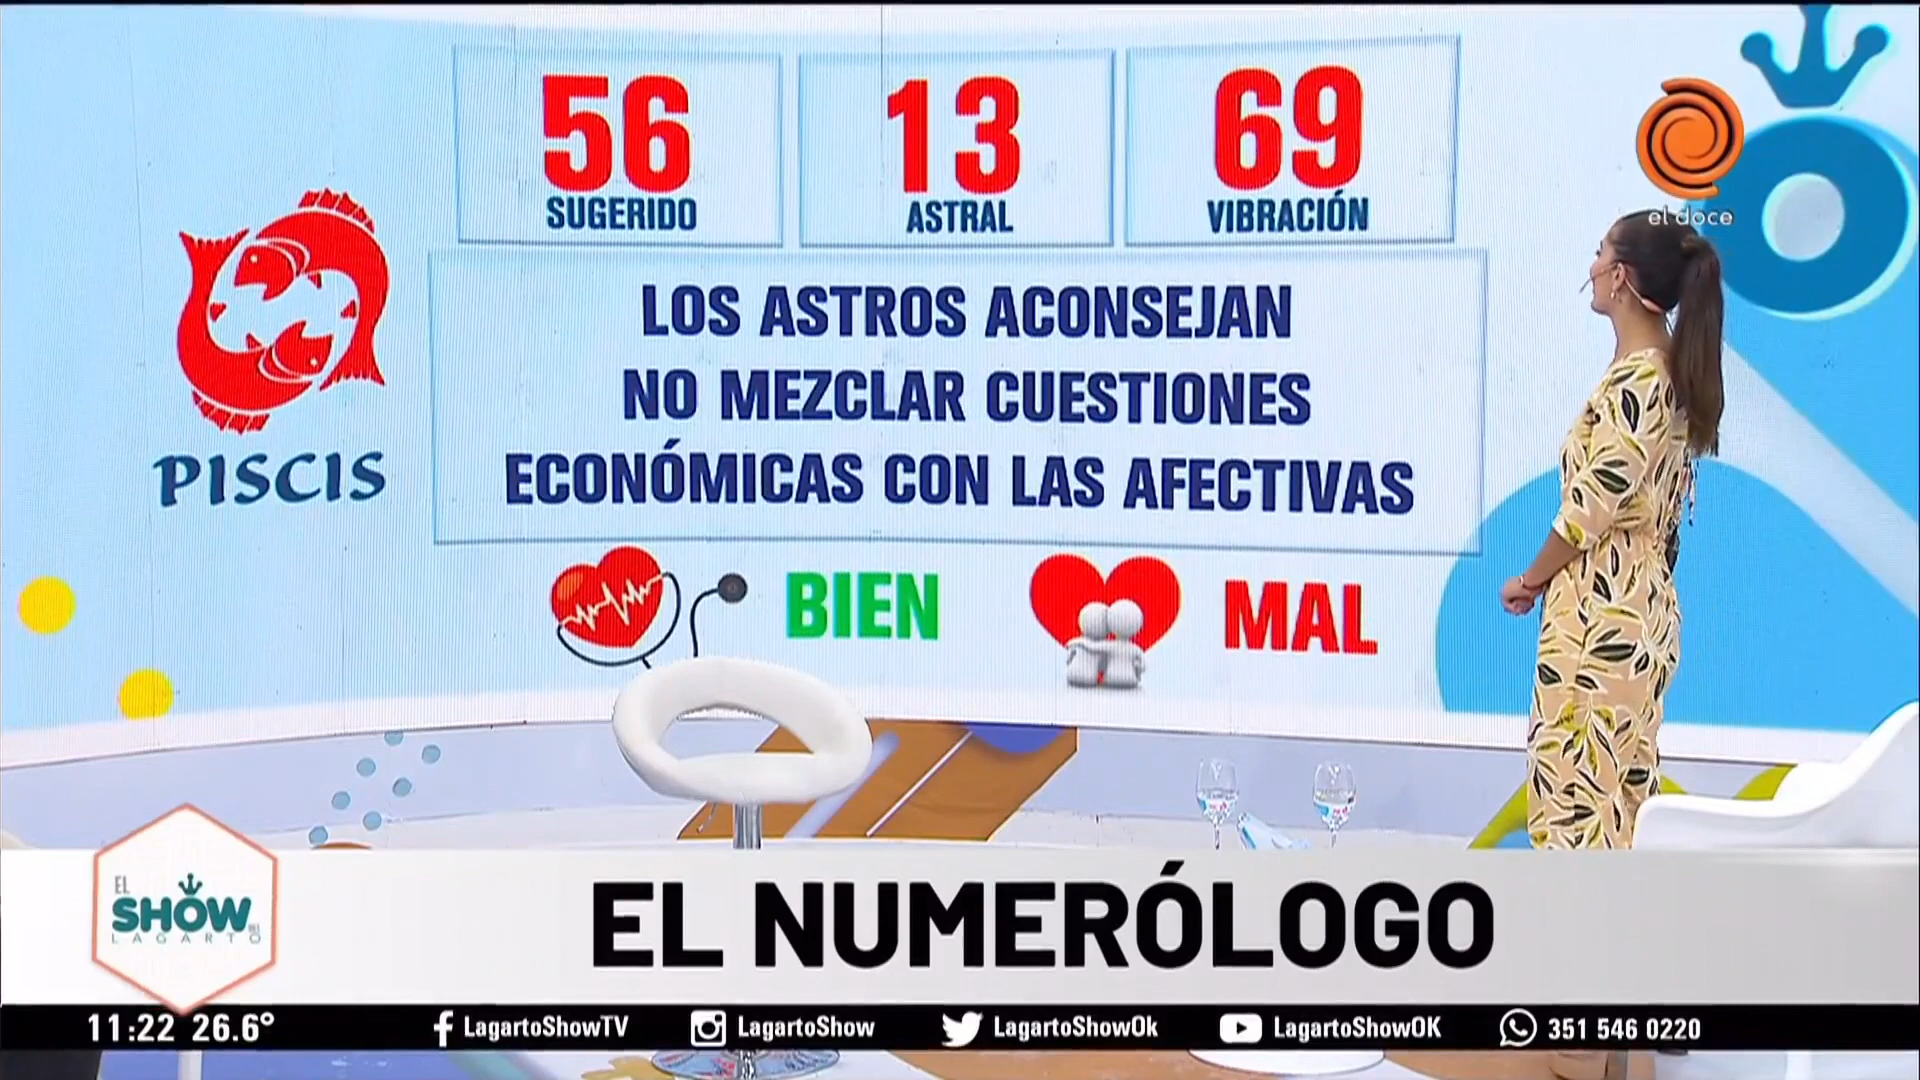 56
SUGERIDO
13
ASTRAL
69
VIBRACIÓN
el doce
PISCIS
LOS ASTROS ACONSEJAN
NO MEZCLAR CUESTIONES
ECONÓMICAS CON LAS AFECTIVAS
BIEN
MAL
EL
SHOW
DEL
LAGARTO
EL NUMERÓLOGO
11:22 26.6°
LagartoShowTV
LagartoShow
LagartoShowOk
LagartoShowOK
351 546 0220